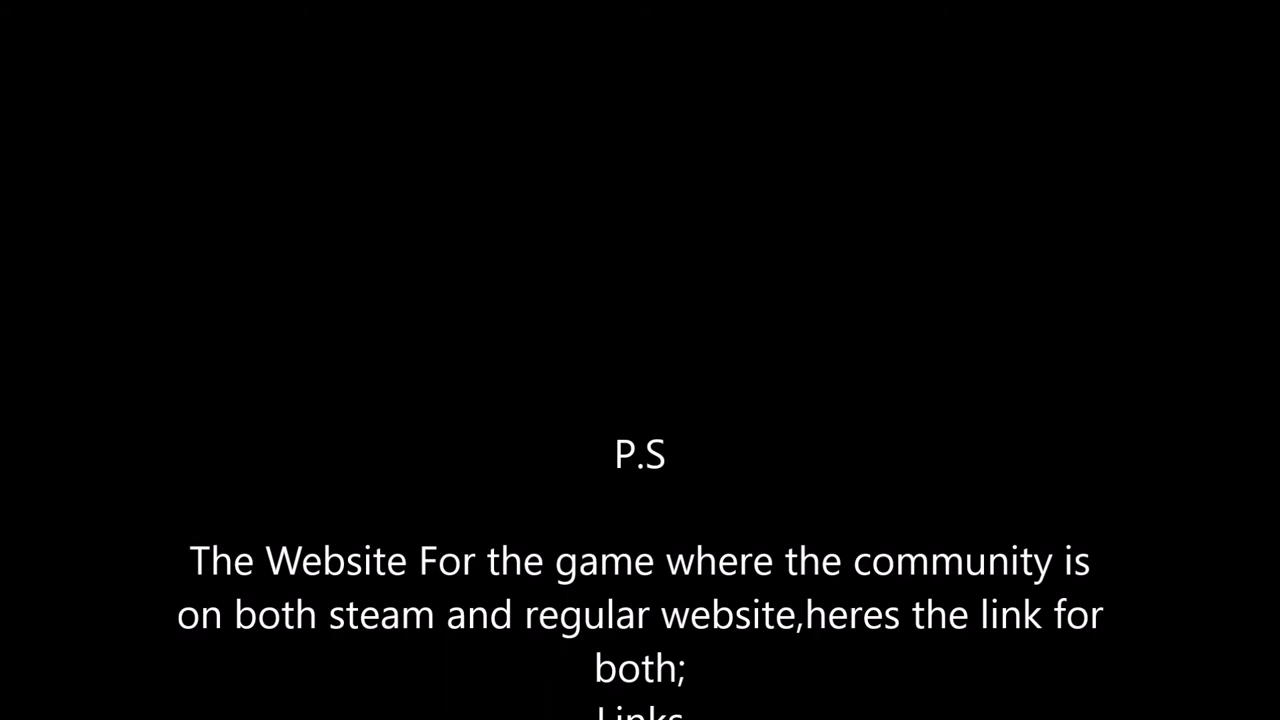 P.S
The Website For the game where the community is
on both steam and regular website,heres the link for
both;
Links